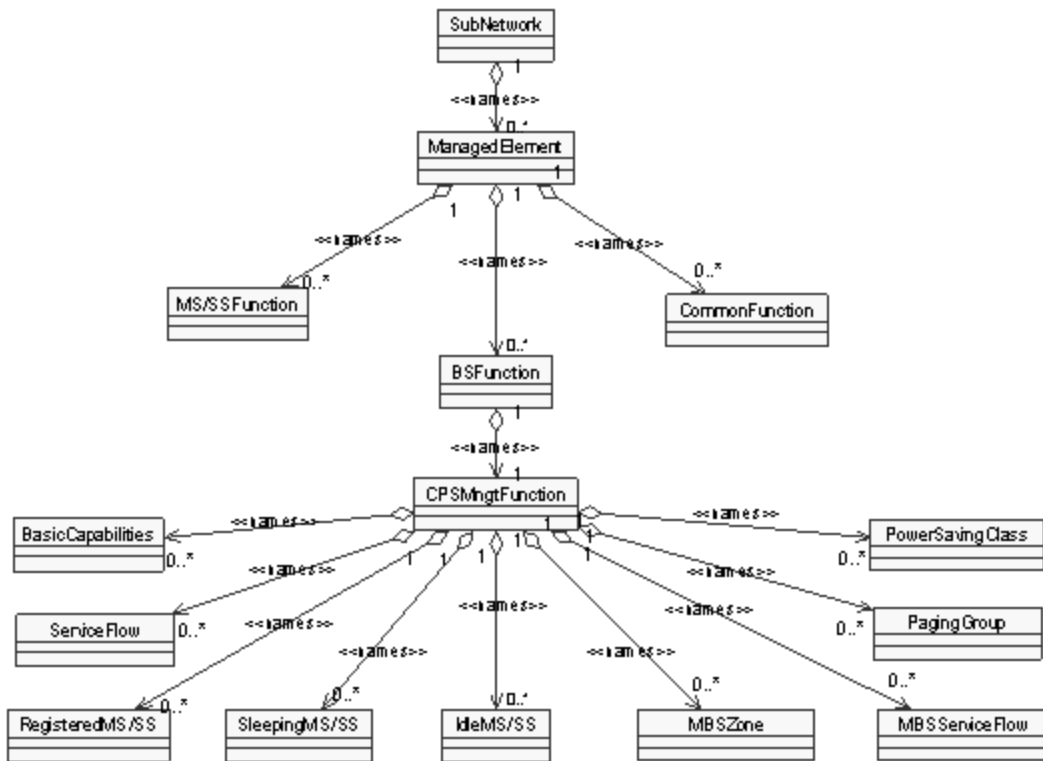 SubNetwork
1
<<names>>
0..*
ManagedElement
1
1
1
<<names>>
<<names>>
<<names>>
0..*
0..*
MS/SSFunction
CommonFunction
0..*
BSFunction
1
<<names>>
1
CPSMngtFunction
<<names>>
<<names>>
1
1
BasicCapabilities
PowerSavingClass
0..*
0..*
1
1
1
1
1
1
1
<<names>>
<<names>>
<<names>>
<<names>>
<<names>>
<<names>>
<<names>>
ServiceFlow
0..*
PagingGroup
0..*
0..*
0..*
0..*
0..*
0..*
RegisteredMS/SS
SleepingMS/SS
IdleMS/SS
MBSZone
MBSServiceFlow